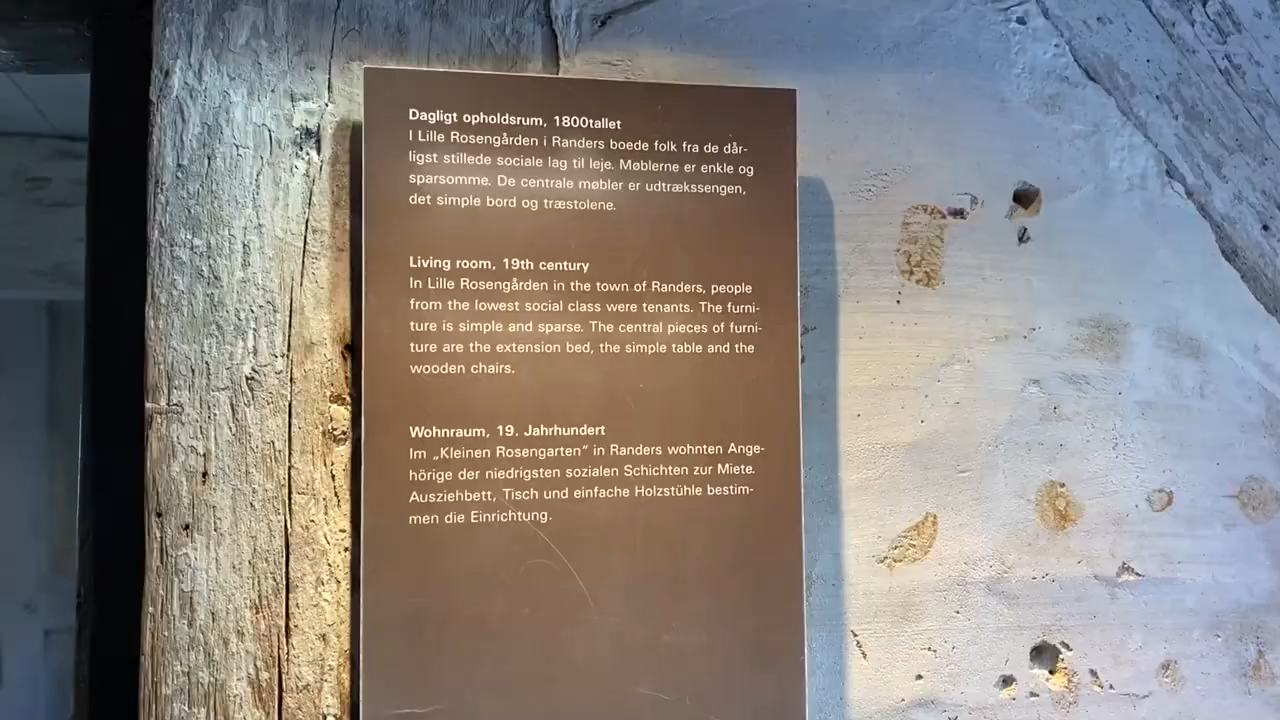 Dagligt opholdsrum, 1800tallet
I Lille Rosengården i Randers boede folk fra de dår-
ligst stillede sociale lag til leje. Møblerne er enkle og
sparsomme. De centrale møbler er udtrækssengen,
det simple bord og træstolene.
Living room, 19th century
In Lille Rosengården in the town of Randers, people
from the lowest social class were tenants. The furni-
ture is simple and sparse. The central pieces of furni-
ture are the extension bed, the simple table and the
wooden chairs.
Wohnraum, 19. Jahrhundert
Im „Kleinen Rosengarten“ in Randers wohnten Ange-
hörige der niedrigsten sozialen Schichten zur Miete.
Ausziehbett, Tisch und einfache Holzstühle bestim-
men die Einrichtung.